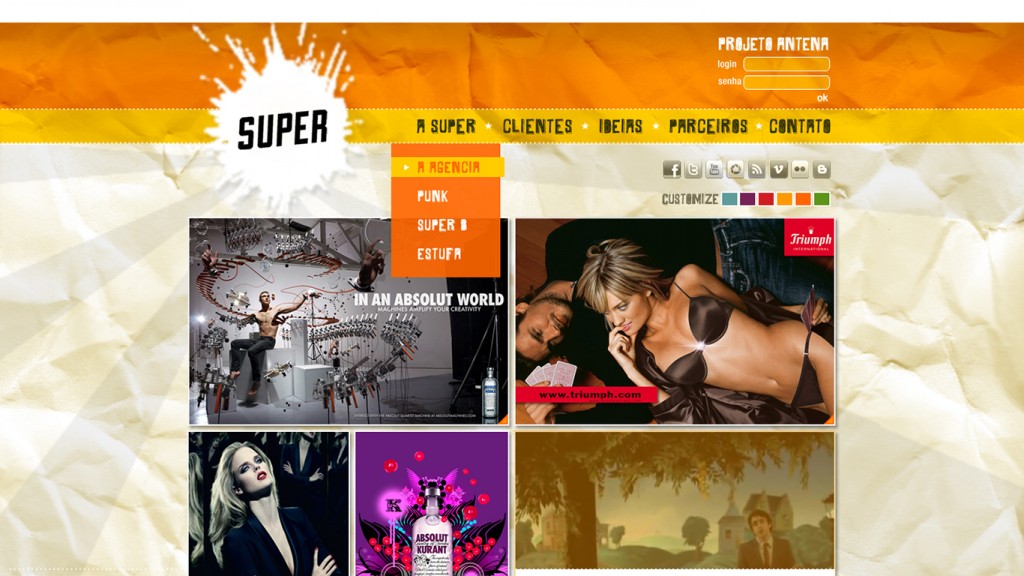 PROJETO ANTENA
login
senha
ok
SUPER
A SUPER ★ CLIENTES ★ IDEIAS ★ PARCEIROS ★ CONTATO
A AGENCIA
PUNK
SUPER 8
ESTUFA
CUSTOMIZE
IN AN ABSOLUT WORLD
MACHINES AMPLIFY YOUR CREATIVITY
Triumph
INTERNATIONAL
www.triumph.com
K
ABSOLUT
KURANT